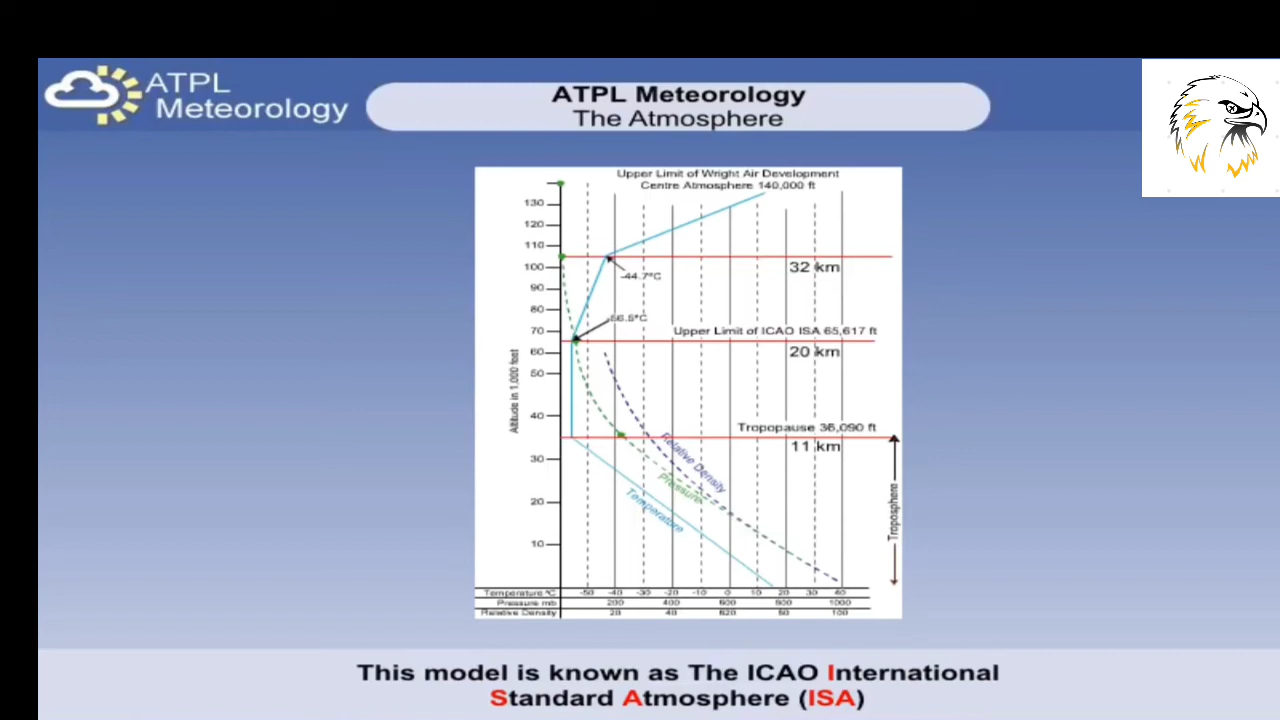 ATPL
Meteorology
ATPL Meteorology
The Atmosphere
Upper Limit of Wright Air Development
Centre Atmosphere 140,000 ft
130
120
110
100
32 km
-44.7°C
90
80
-56.5°C
70
Upper Limit of ICAO ISA 65,617 ft
60
20 km
50
Altitude in 1,000 feet
40
Tropopause 36,090 ft
11 km
30
Relative Density
Pressure
Temperature
20
Troposphere
10
Temperature °C -50 -40 -30 -20 -10 0 10 20 30 40
Pressure mb 200 400 600 800 1000
Relative Density 20 40 620 80 100
This model is known as The ICAO International
Standard Atmosphere (ISA)